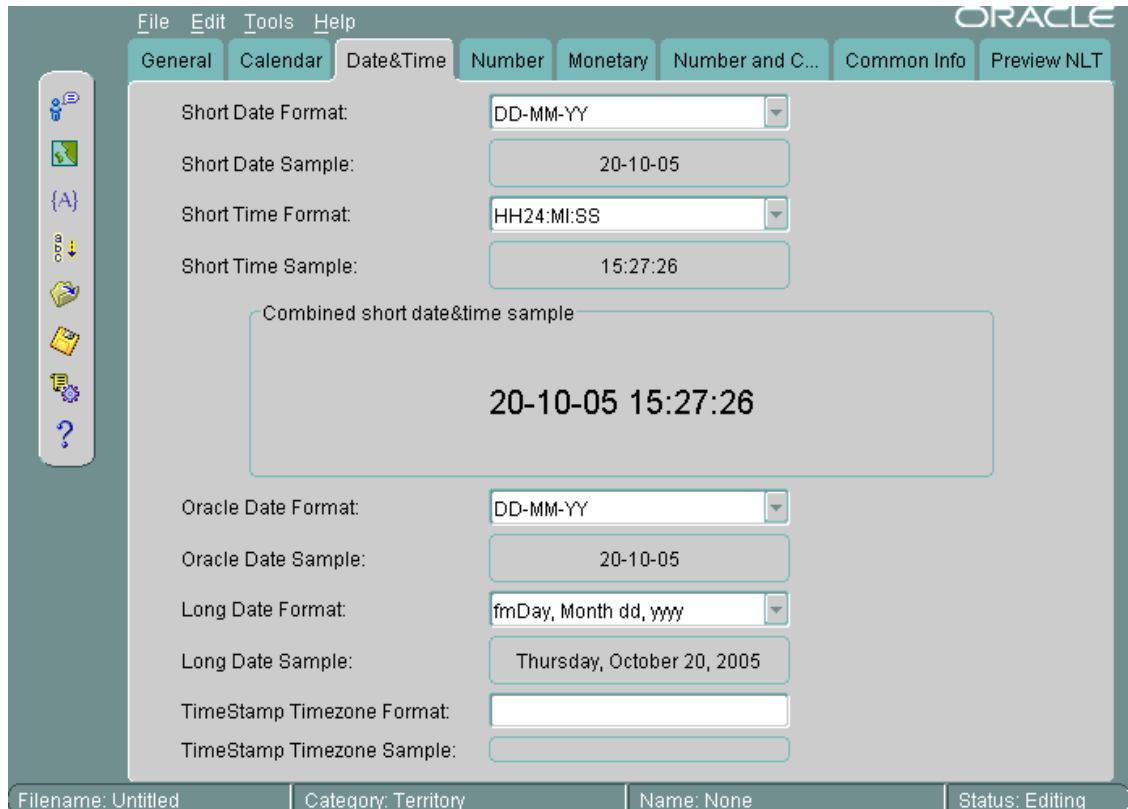 File Edit Tools Help
ORACLE
General Calendar Date&Time Number Monetary Number and C... Common Info Preview NLT
Short Date Format: DD-MM-YY
Short Date Sample: 20-10-05
{A}
Short Time Format: HH24:MI:SS
a b c
Short Time Sample: 15:27:26
Combined short date&time sample
20-10-05 15:27:26
?
Oracle Date Format: DD-MM-YY
Oracle Date Sample: 20-10-05
Long Date Format: fmDay, Month dd, yyyy
Long Date Sample: Thursday, October 20, 2005
TimeStamp Timezone Format:
TimeStamp Timezone Sample:
Filename: Untitled Category: Territory Name: None Status: Editing